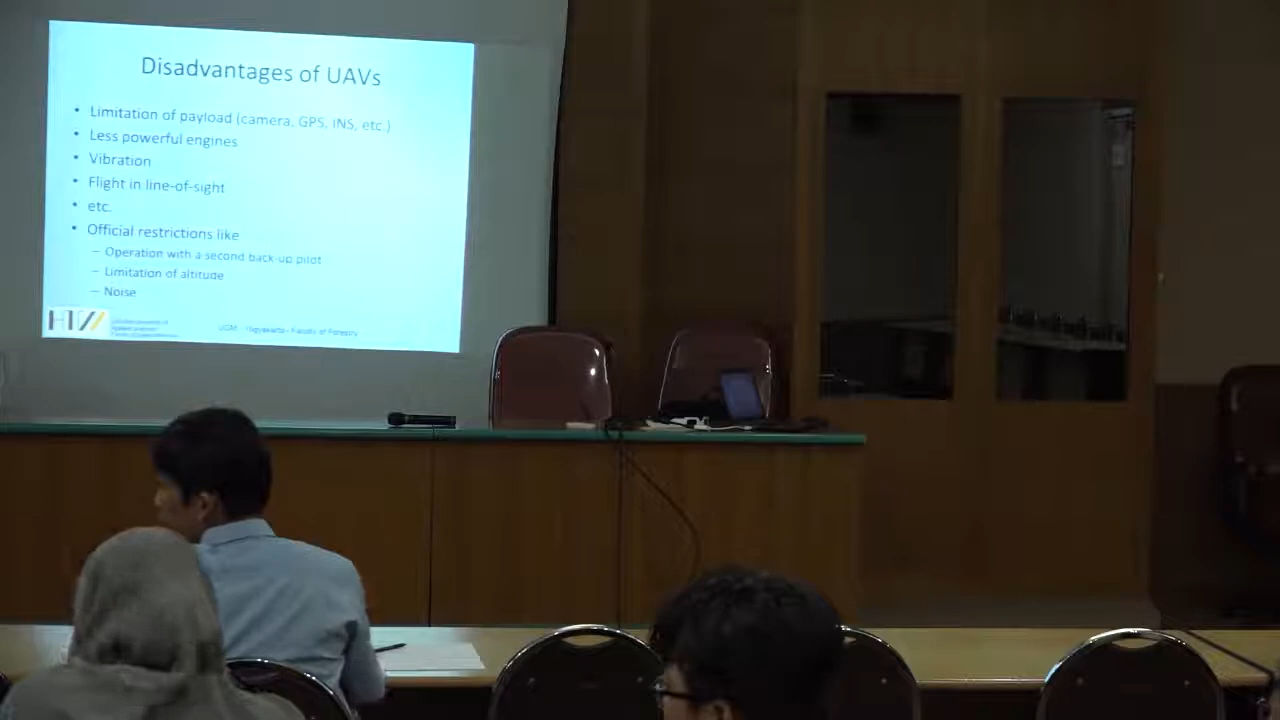 Disadvantages of UAVs
• Limitation of payload (camera, GPS, INS, etc.)
• Less powerful engines
• Vibration
• Flight in line-of-sight
• etc.
• Official restrictions like
– Operation with a second back-up pilot
– Limitation of altitude
– Noise
UGM - Yogyakarta - Faculty of Forestry